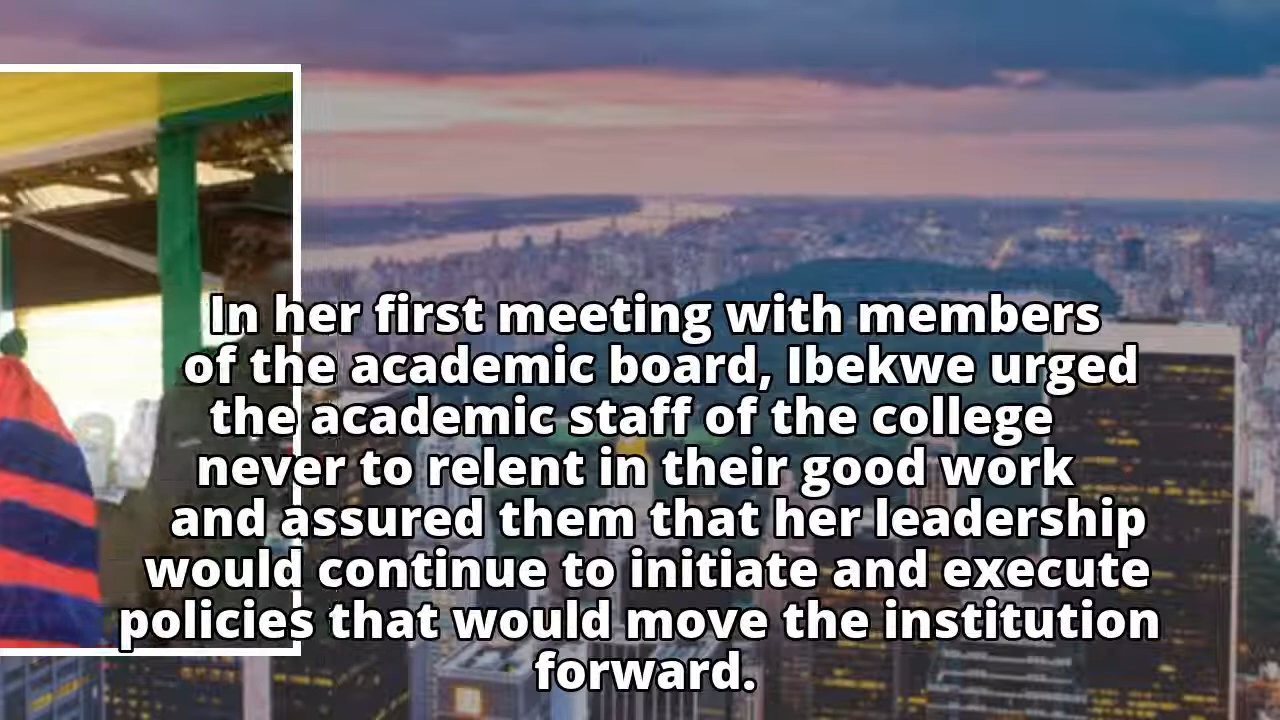 In her first meeting with members
of the academic board, Ibekwe urged
the academic staff of the college
never to relent in their good work
and assured them that her leadership
would continue to initiate and execute
policies that would move the institution
forward.